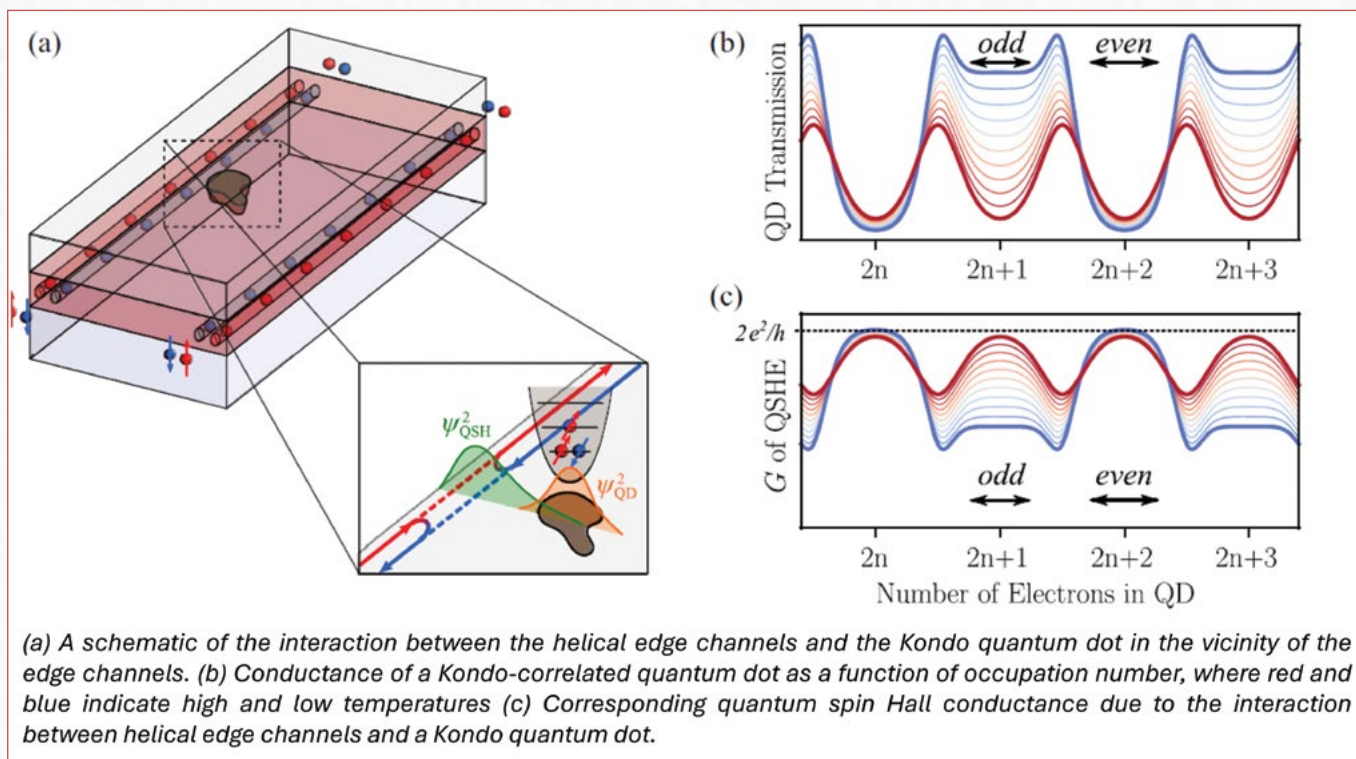 (a)
ψ²QSH
ψ²QD
(b)
QD Transmission
odd
even
2n
2n+1
2n+2
2n+3
(c)
G of QSHE
2e²/h
odd
even
2n
2n+1
2n+2
2n+3
Number of Electrons in QD
(a) A schematic of the interaction between the helical edge channels and the Kondo quantum dot in the vicinity of the
edge channels. (b) Conductance of a Kondo-correlated quantum dot as a function of occupation number, where red and
blue indicate high and low temperatures (c) Corresponding quantum spin Hall conductance due to the interaction
between helical edge channels and a Kondo quantum dot.